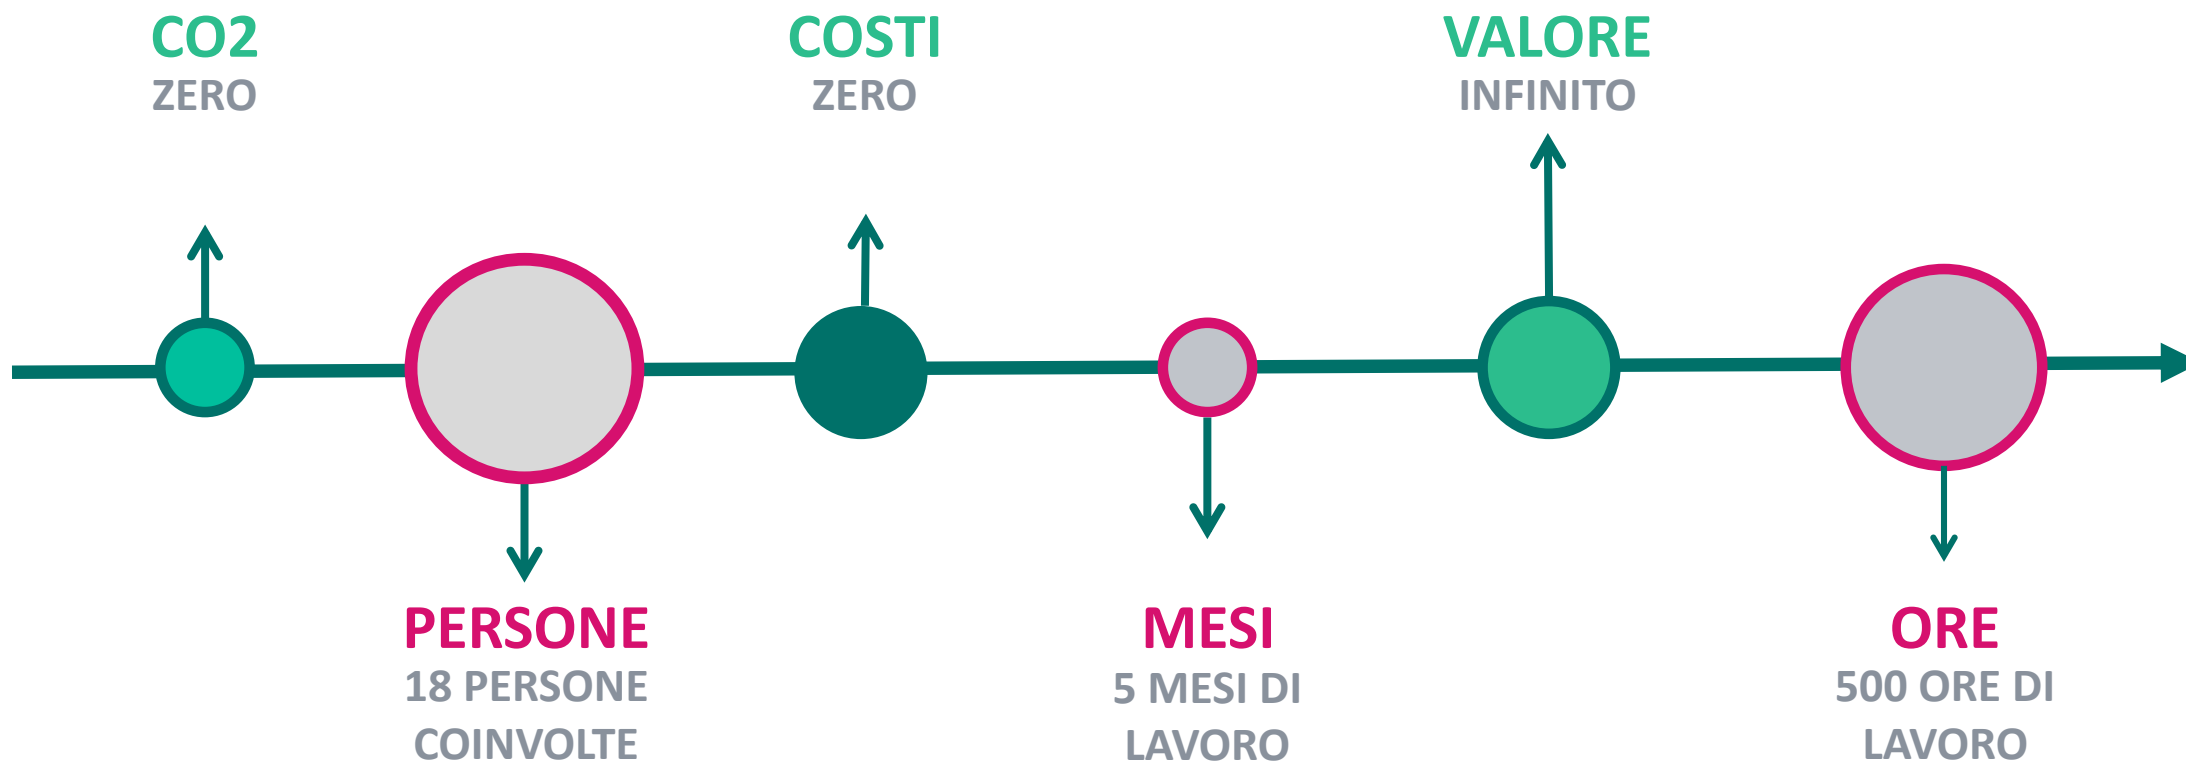 CO2
ZERO
COSTI
ZERO
VALORE
INFINITO
PERSONE
18 PERSONE
COINVOLTE
MESI
5 MESI DI
LAVORO
ORE
500 ORE DI
LAVORO